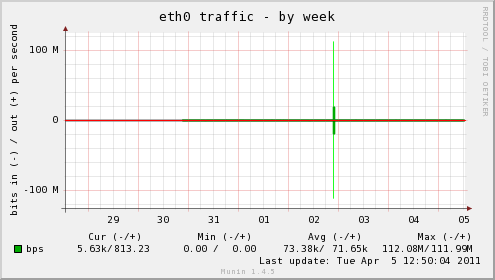 eth0 traffic - by week
RRDTOOL / TOBI OETIKER
bits in (-) / out (+) per second
100 M
0
-100 M
29 30 31 01 02 03 04 05
Cur (-/+) Min (-/+) Avg (-/+) Max (-/+)
bps 5.63k/813.23 0.00 / 0.00 73.38k/ 71.65k 112.08M/111.99M
Last update: Tue Apr 5 12:50:04 2011
Munin 1.4.5